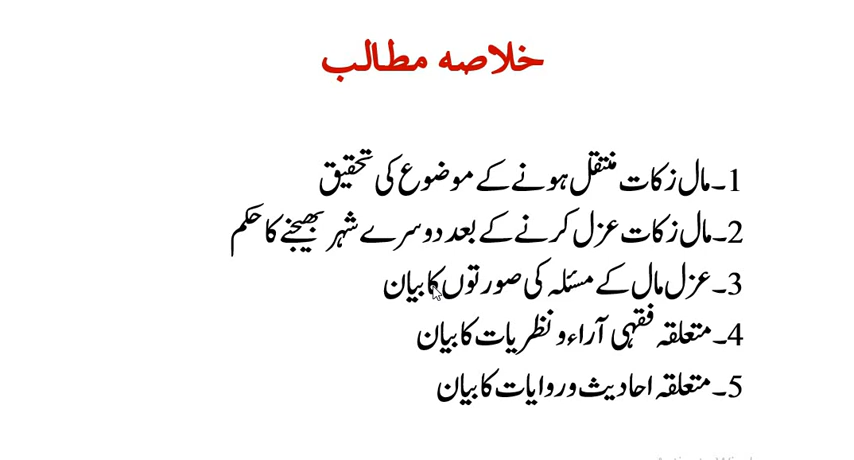 خلاصه مطالب
1۔مال زکات منتقل ہونے کے موضوع کی تحقیق
2۔مال زکات عزل کرنے کے بعد دوسرے شہر بھیجنے کا حکم
3۔عزل مال کے مسئلہ کی صورتوں کا بیان
4۔متعلقہ فقہی آراء و نظریات کا بیان
5۔متعلقہ احادیث و روایات کا بیان